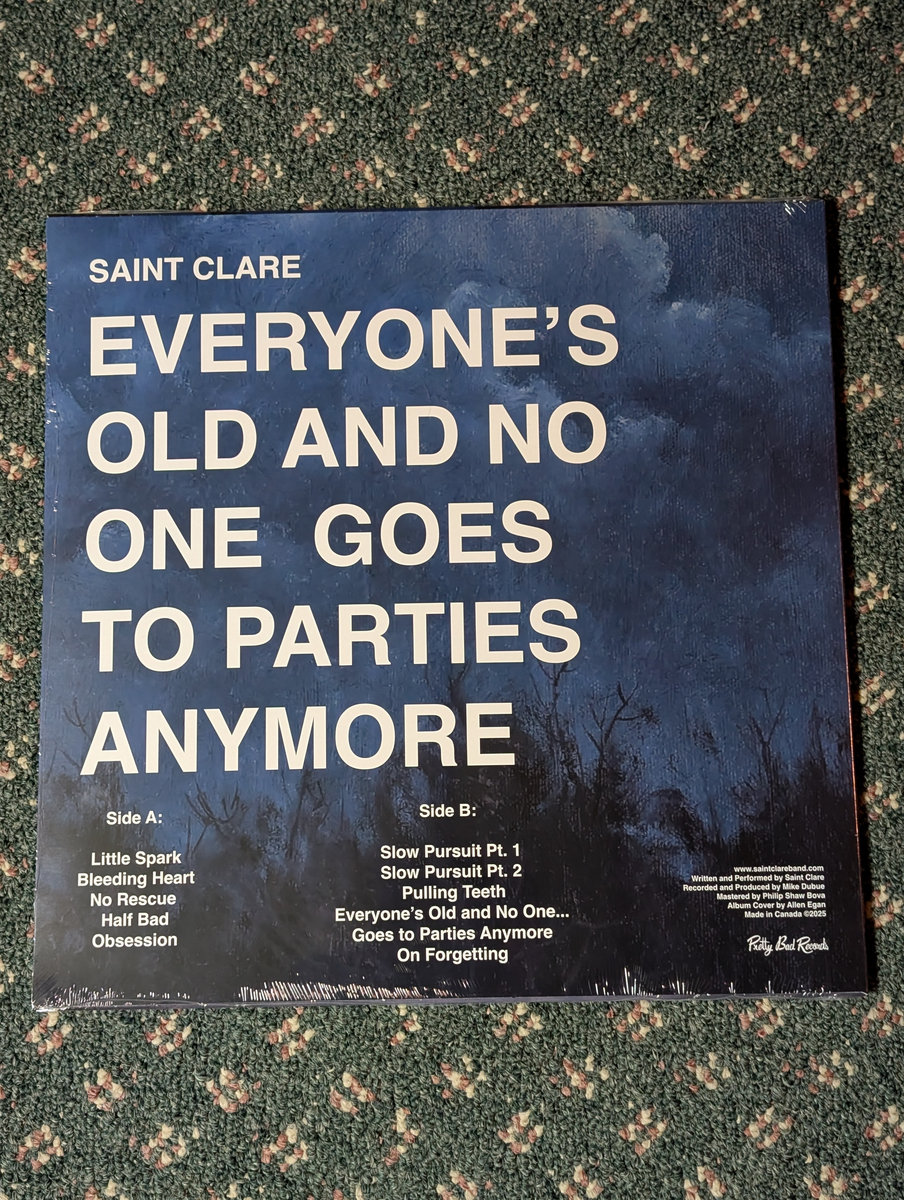 SAINT CLARE
EVERYONE’S
OLD AND NO
ONE  GOES
TO PARTIES
ANYMORE
Side A:
Little Spark
Bleeding Heart
No Rescue
Half Bad
Obsession
Side B:
Slow Pursuit Pt. 1
Slow Pursuit Pt. 2
Pulling Teeth
Everyone’s Old and No One...
Goes to Parties Anymore
On Forgetting
www.saintclareband.com
Written and Performed by Saint Clare
Recorded and Produced by Mike Dubue
Mastered by Philip Shaw Bova
Album Cover by Allen Egan
Made in Canada ©2025
Pretty Bad Records